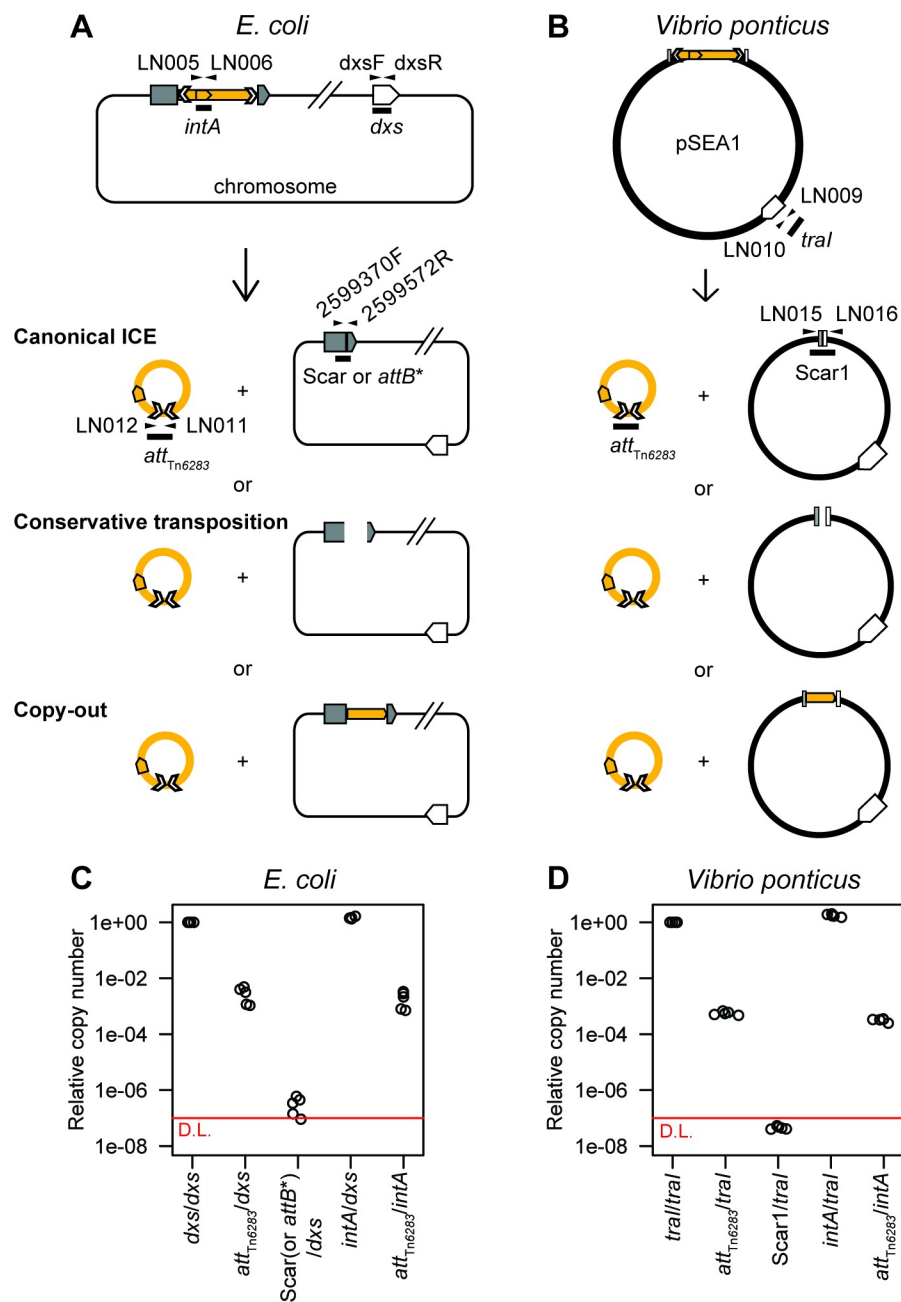 A E. coli
LN005 LN006 dxsF dxsR
intA dxs
chromosome
2599370F
2599572R
Canonical ICE
+
Scar or attB*
LN012 LN011
attTn6283
or
Conservative transposition
+
or
Copy-out
+
B Vibrio ponticus
pSEA1
LN009
traI
LN010
LN015 LN016
+
Scar1
attTn6283
or
+
or
+
C E. coli
Relative copy number
1e+00
1e-02
1e-04
1e-06
1e-08
D.L.
dxs/dxs
attTn6283/dxs
Scar(or attB*)
/dxs
intA/dxs
attTn6283/intA
D Vibrio ponticus
Relative copy number
1e+00
1e-02
1e-04
1e-06
1e-08
D.L.
traI/traI
attTn6283/traI
Scar1/traI
intA/traI
attTn6283/intA